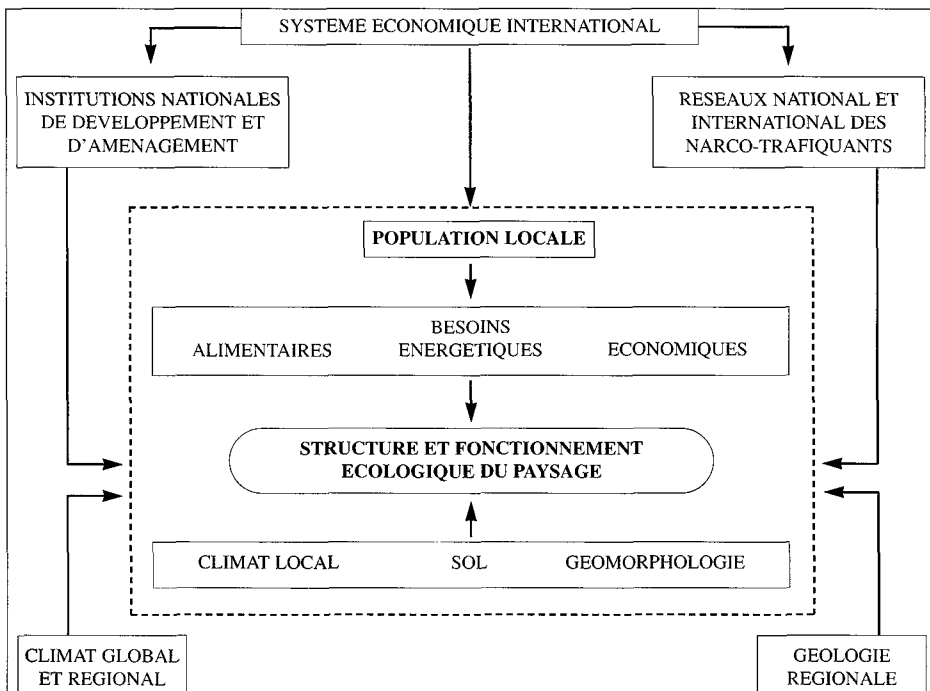 SYSTEME ECONOMIQUE INTERNATIONAL
INSTITUTIONS NATIONALES
DE DEVELOPPEMENT ET
D'AMENAGEMENT
RESEAUX NATIONAL ET
INTERNATIONAL DES
NARCO-TRAFIQUANTS
POPULATION LOCALE
BESOINS
ALIMENTAIRES ENERGETIQUES ECONOMIQUES
STRUCTURE ET FONCTIONNEMENT
ECOLOGIQUE DU PAYSAGE
CLIMAT LOCAL SOL GEOMORPHOLOGIE
CLIMAT GLOBAL
ET REGIONAL
GEOLOGIE
REGIONALE